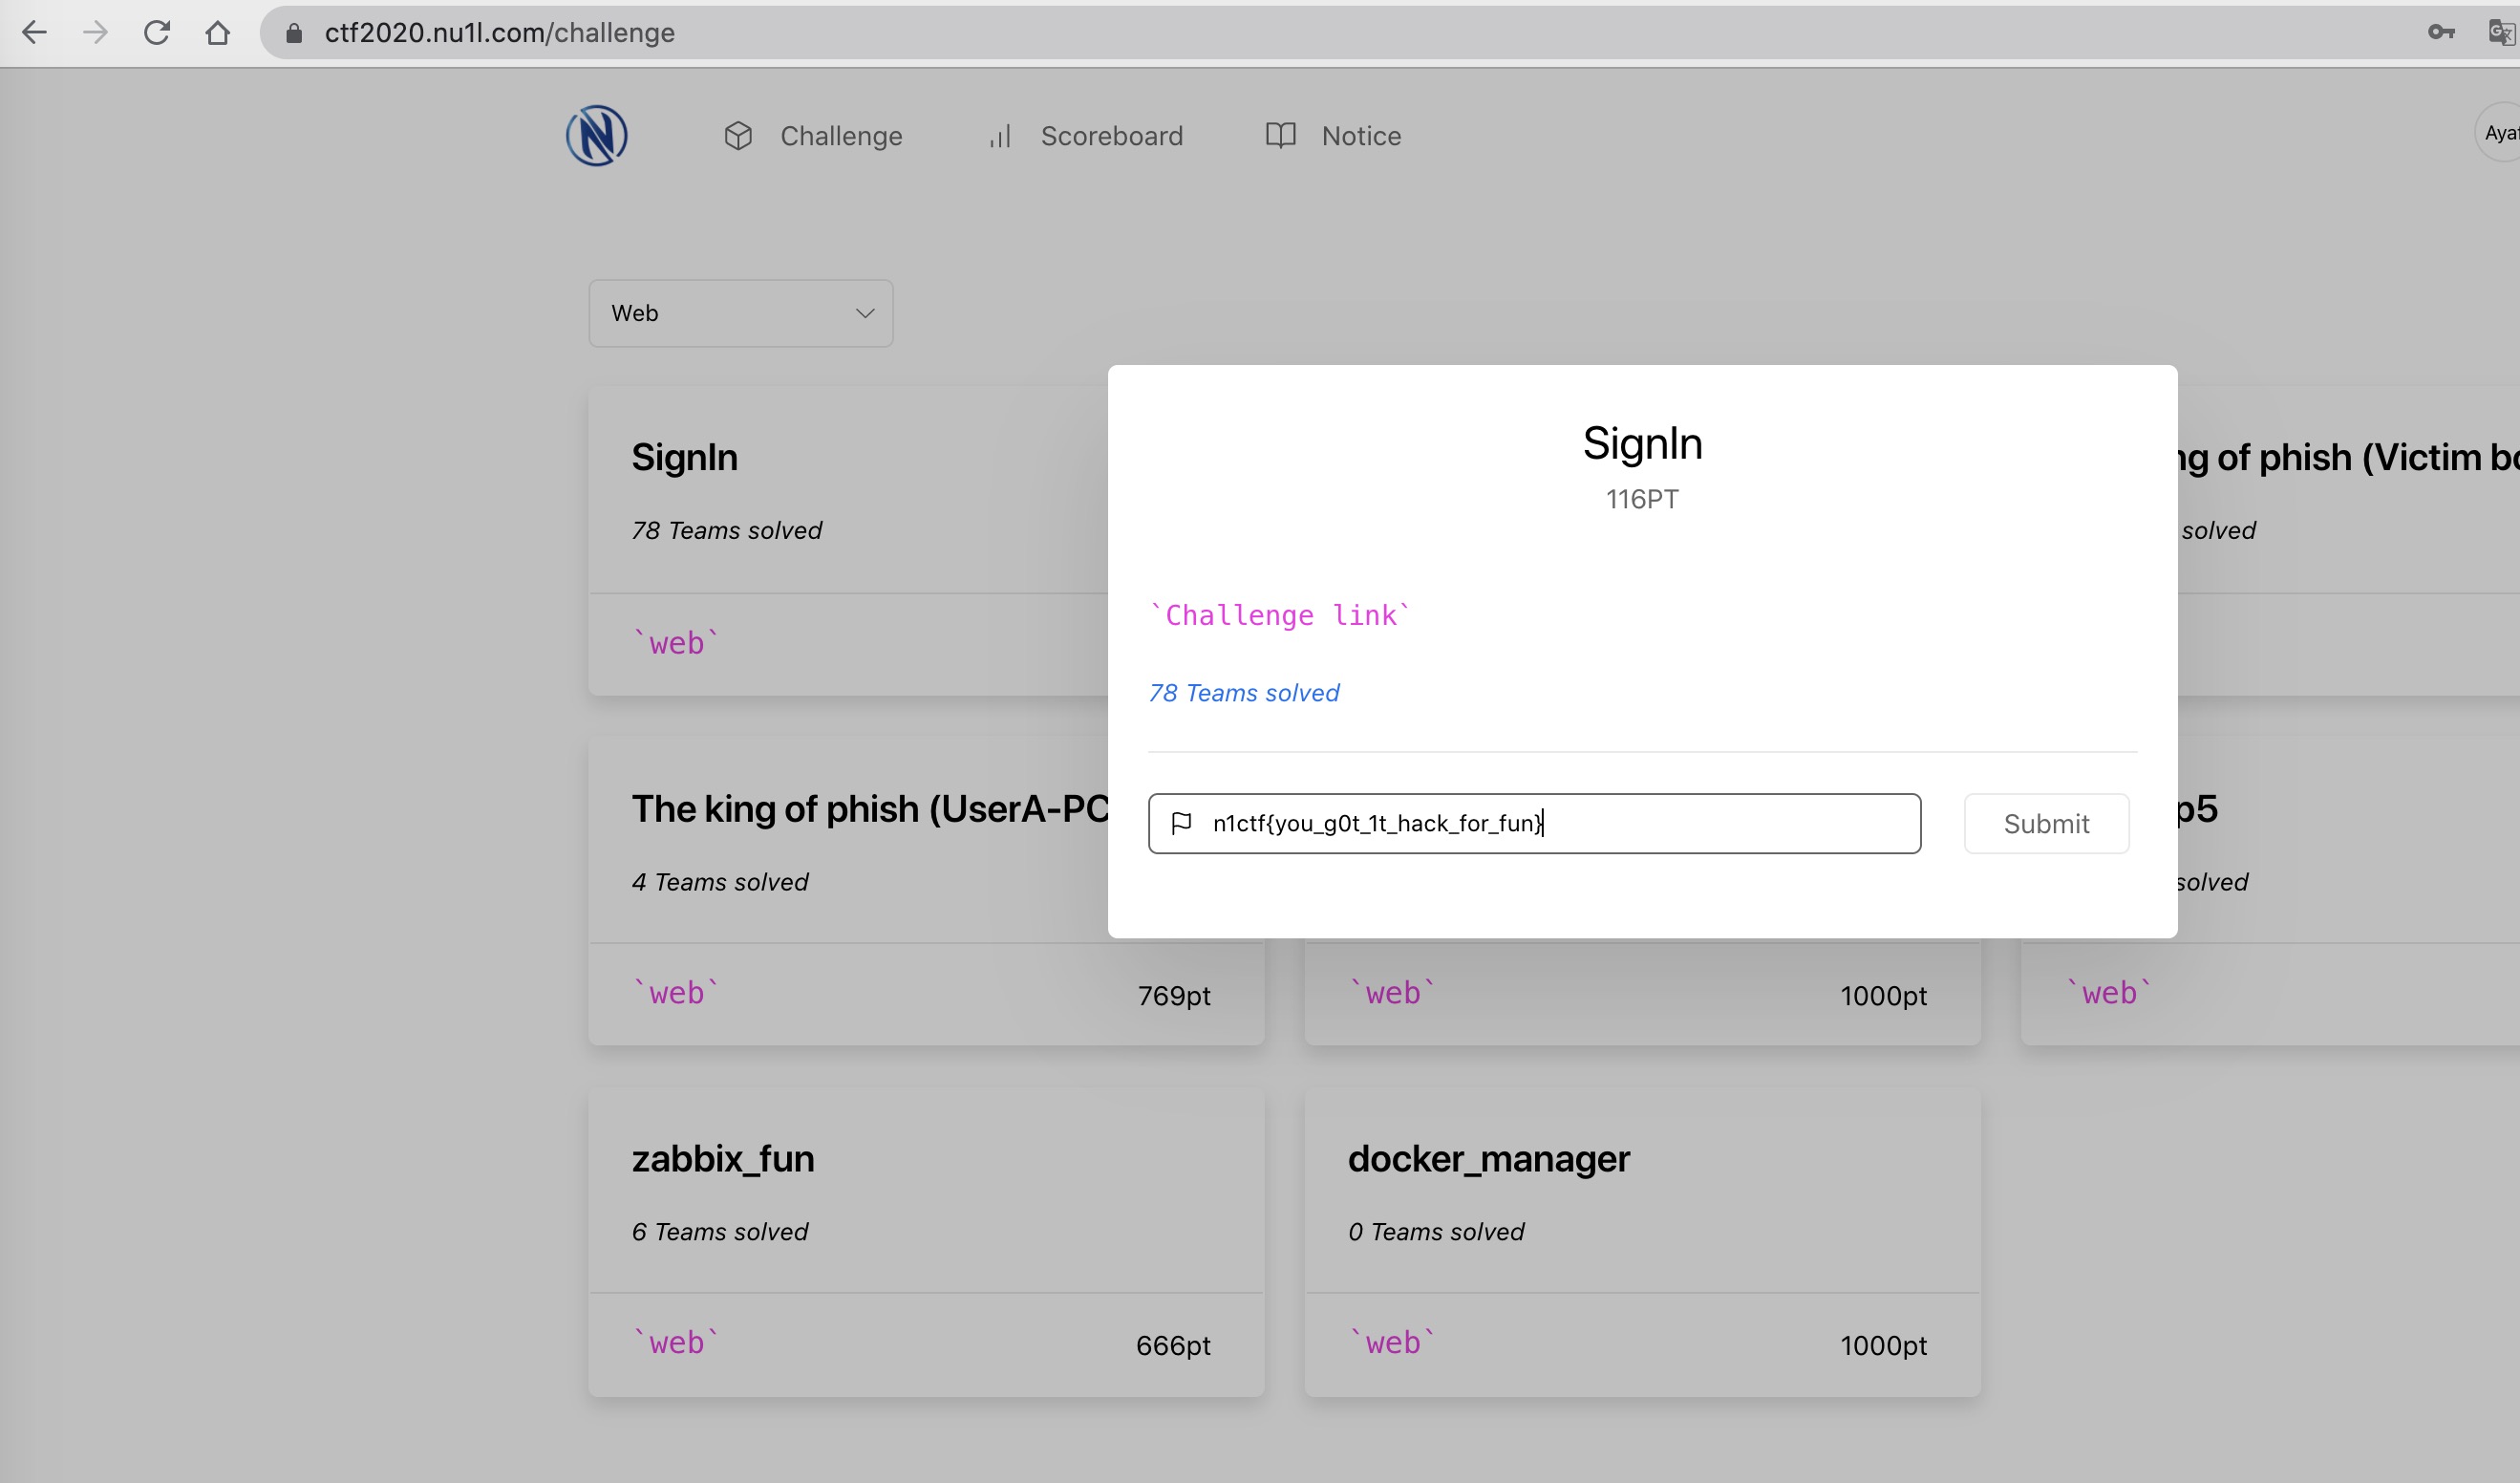 ctf2020.nu1l.com/challenge
Challenge
Scoreboard
Notice
Web
SignIn
78 Teams solved
`web`
SignIn
116PT
`Challenge link`
78 Teams solved
n1ctf{you_g0t_1t_hack_for_fun}
Submit
of phish (Victim
solved
The king of phish (UserA-PC
4 Teams solved
`web`
769pt
`web`
1000pt
p5
solved
`web`
zabbix_fun
6 Teams solved
`web`
666pt
docker_manager
0 Teams solved
`web`
1000pt